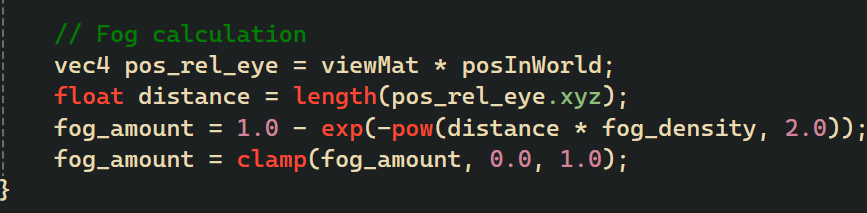 // Fog calculation
vec4 pos_rel_eye = viewMat * posInWorld;
float distance = length(pos_rel_eye.xyz);
fog_amount = 1.0 - exp(-pow(distance * fog_density, 2.0));
fog_amount = clamp(fog_amount, 0.0, 1.0);
}